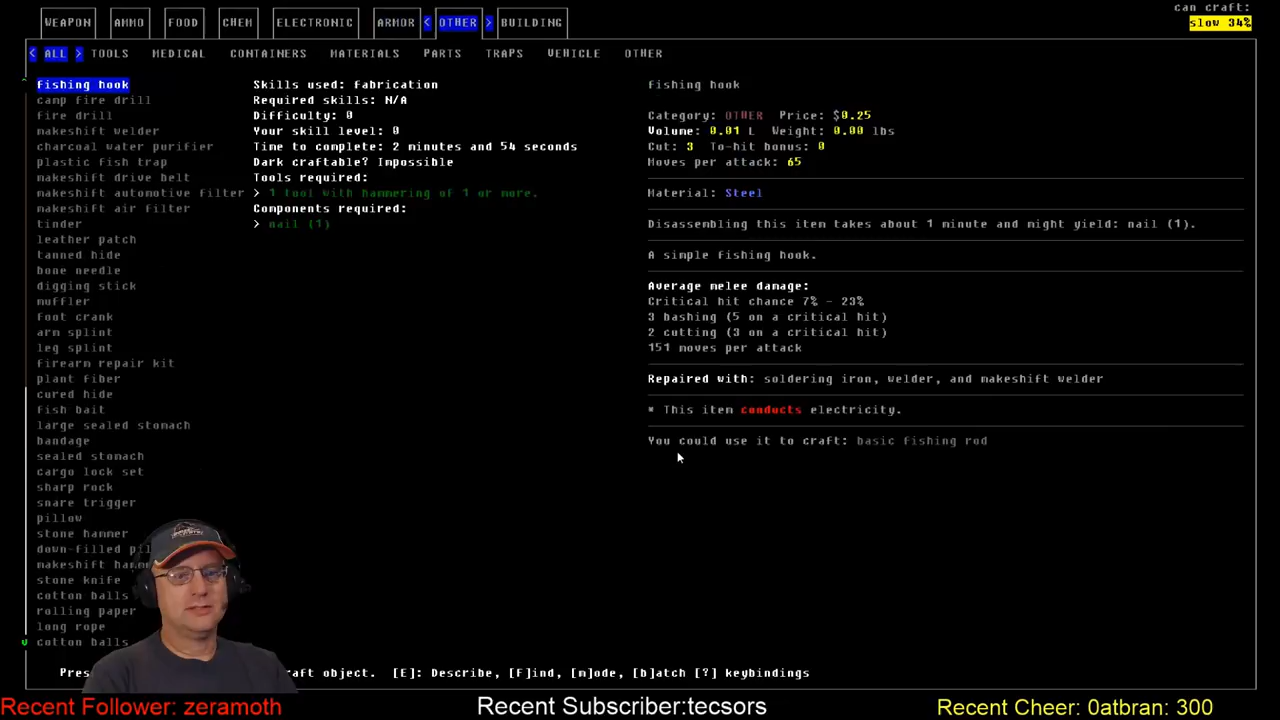 can craft:
WEAPON AMMO FOOD CHEM ELECTRONIC ARMOR < OTHER > BUILDING slow 34%
< ALL > TOOLS MEDICAL CONTAINERS MATERIALS PARTS TRAPS VEHICLE OTHER
fishing hook
camp fire drill
fire drill
makeshift welder
charcoal water purifier
plastic fish trap
makeshift drive belt
makeshift automotive filter
makeshift air filter
tinder
leather patch
tanned hide
bone needle
digging stick
muffler
foot crank
arm splint
leg splint
firearm repair kit
plant fiber
cured hide
fish bait
large sealed stomach
bandage
sealed stomach
cargo lock set
sharp rock
snare trigger
pillow
stone hammer
down-filled pil
makeshift hamm
stone knife
cotton balls
rolling paper
long rope
cotton balls
Skills used: fabrication
Required skills: N/A
Difficulty: 0
Your skill level: 0
Time to complete: 2 minutes and 54 seconds
Dark craftable? Impossible
Tools required:
> 1 tool with hammering of 1 or more.
Components required:
> nail (1)
fishing hook
Category: OTHER Price: $0.25
Volume: 0.01 L Weight: 0.00 lbs
Cut: 3 To-hit bonus: 0
Moves per attack: 65
Material: Steel
Disassembling this item takes about 1 minute and might yield: nail (1).
A simple fishing hook.
Average melee damage:
Critical hit chance 7% - 23%
3 bashing (5 on a critical hit)
2 cutting (3 on a critical hit)
151 moves per attack
Repaired with: soldering iron, welder, and makeshift welder
* This item conducts electricity.
You could use it to craft: basic fishing rod
Pres raft object. [E]: Describe, [F]ind, [m]ode, [b]atch [?] keybindings
Recent Follower: zeramoth Recent Subscriber:tecsors Recent Cheer: 0atbran: 300